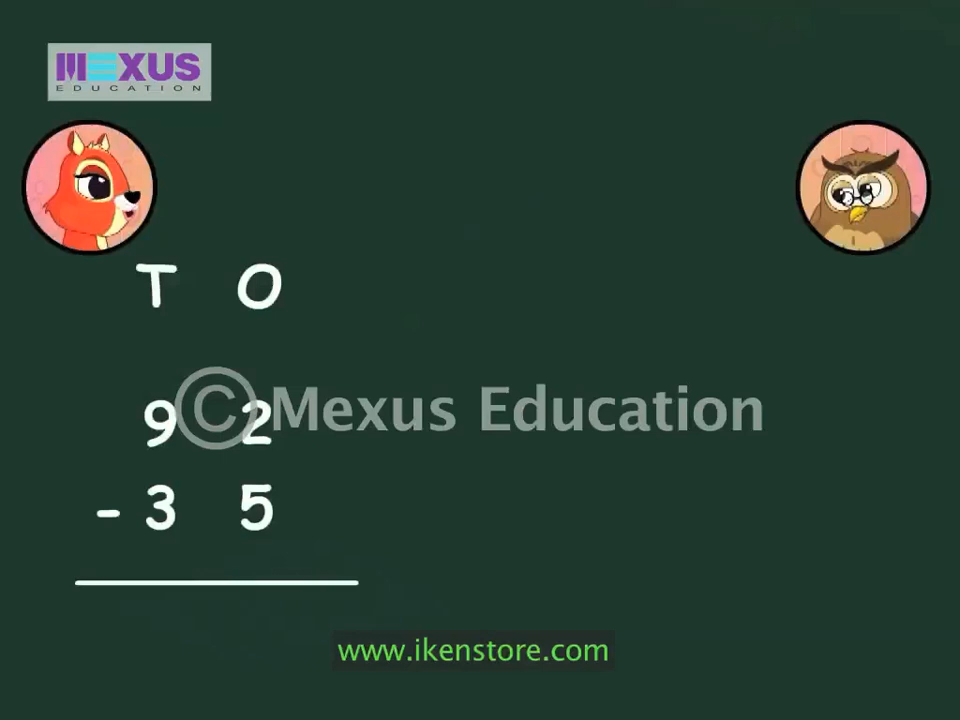 MEXUS
EDUCATION
T O
9 2
- 3 5
© Mexus Education
www.ikenstore.com